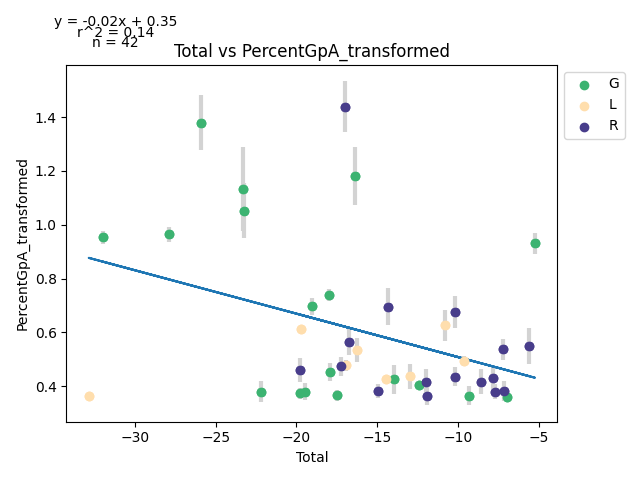 y = -0.02x + 0.35
r^2 = 0.14
n = 42
Total vs PercentGpA_transformed
G
L
R
PercentGpA_transformed
1.4
1.2
1.0
0.8
0.6
0.4
−30
−25
−20
−15
−10
−5
Total